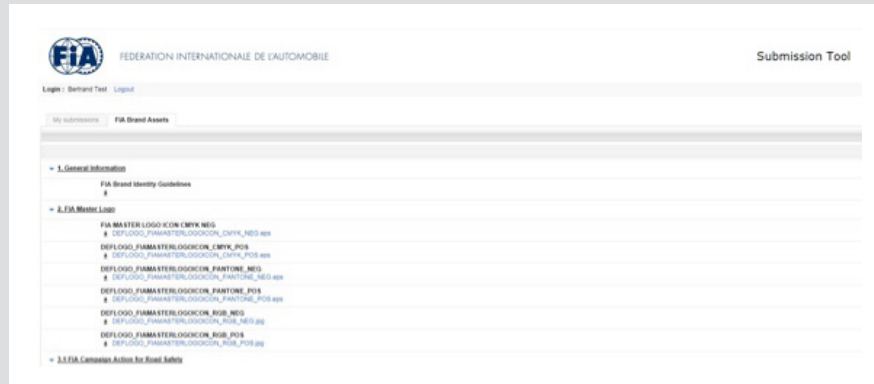 FiA
FEDERATION INTERNATIONALE DE L'AUTOMOBILE
Submission Tool
Login : Bertrand Test Logout
My submissions FIA Brand Assets
1. General Information
FIA Brand Identity Guidelines
2. FIA Master Logo
FIA MASTER LOGO ICON CMYK NEG
DEFLOGO_FIAMASTERLOGOICON_CMYK_NEG.eps
DEFLOGO_FIAMASTERLOGOICON_CMYK_POS
DEFLOGO_FIAMASTERLOGOICON_CMYK_POS.eps
DEFLOGO_FIAMASTERLOGOICON_PANTONE_NEG
DEFLOGO_FIAMASTERLOGOICON_PANTONE_NEG.eps
DEFLOGO_FIAMASTERLOGOICON_PANTONE_POS
DEFLOGO_FIAMASTERLOGOICON_PANTONE_POS.eps
DEFLOGO_FIAMASTERLOGOICON_RGB_NEG
DEFLOGO_FIAMASTERLOGOICON_RGB_NEG.jpg
DEFLOGO_FIAMASTERLOGOICON_RGB_POS
DEFLOGO_FIAMASTERLOGOICON_RGB_POS.jpg
3.1 FIA Campaign Action for Road Safety